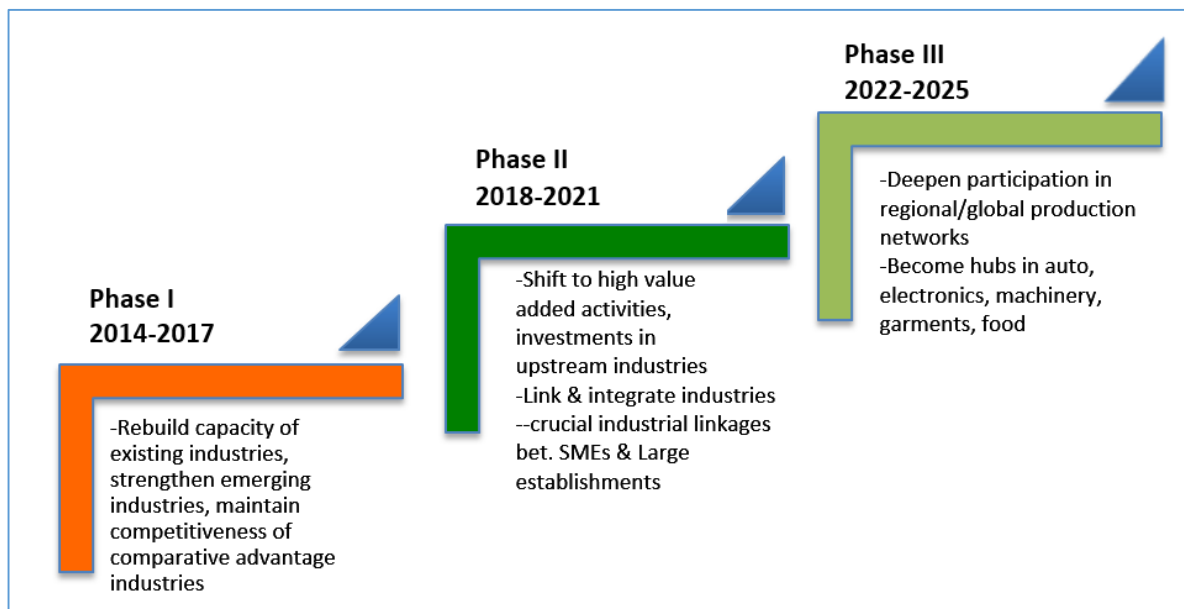 Phase I
2014-2017
-Rebuild capacity of
existing industries,
strengthen emerging
industries, maintain
competitiveness of
comparative advantage
industries
Phase II
2018-2021
-Shift to high value
added activities,
investments in
upstream industries
-Link & integrate industries
--crucial industrial linkages
bet. SMEs & Large
establishments
Phase III
2022-2025
-Deepen participation in
regional/global production
networks
-Become hubs in auto,
electronics, machinery,
garments, food